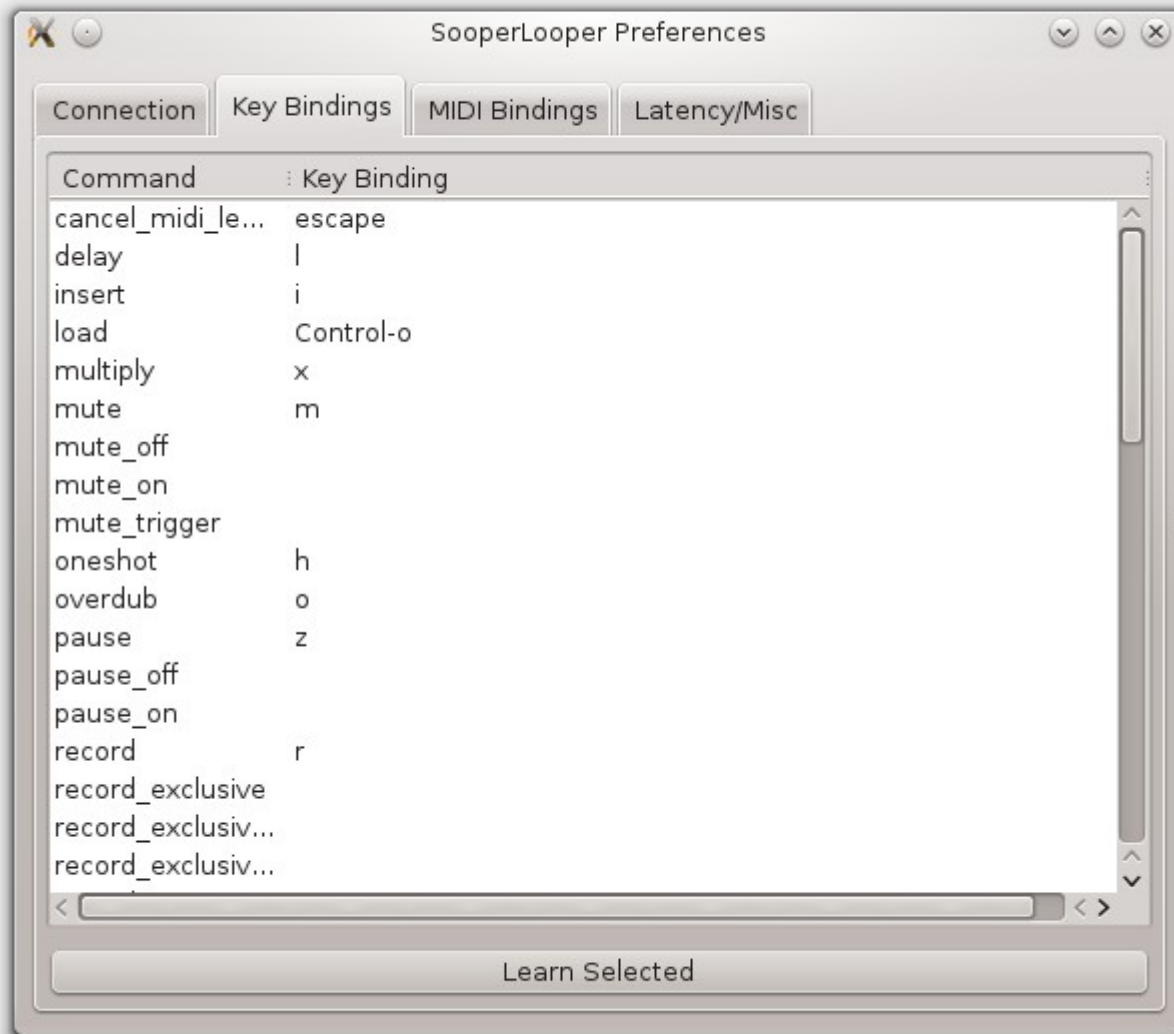 SooperLooper Preferences
Connection Key Bindings MIDI Bindings Latency/Misc
Command Key Binding
cancel_midi_le... escape
delay l
insert i
load Control-o
multiply x
mute m
mute_off
mute_on
mute_trigger
oneshot h
overdub o
pause z
pause_off
pause_on
record r
record_exclusive
record_exclusiv...
record_exclusiv...
Learn Selected